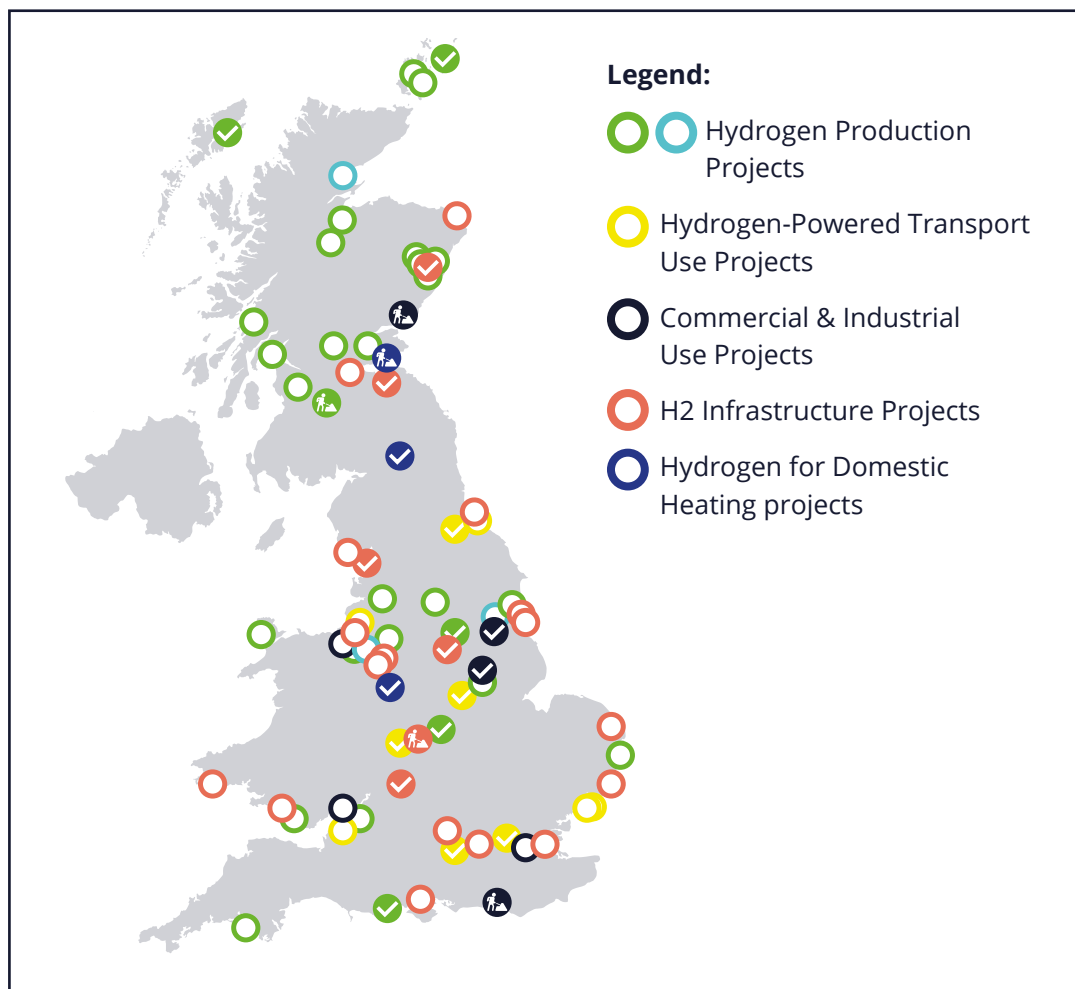 Legend:
Hydrogen Production
Projects
Hydrogen-Powered Transport
Use Projects
Commercial & Industrial
Use Projects
H2 Infrastructure Projects
Hydrogen for Domestic
Heating projects